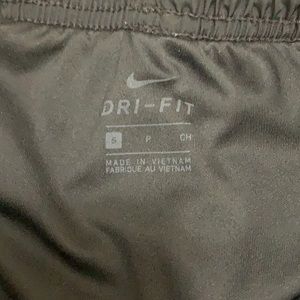 DRI-FIT
S P CH
MADE IN VIETNAM
FABRIQUÉ AU VIETNAM